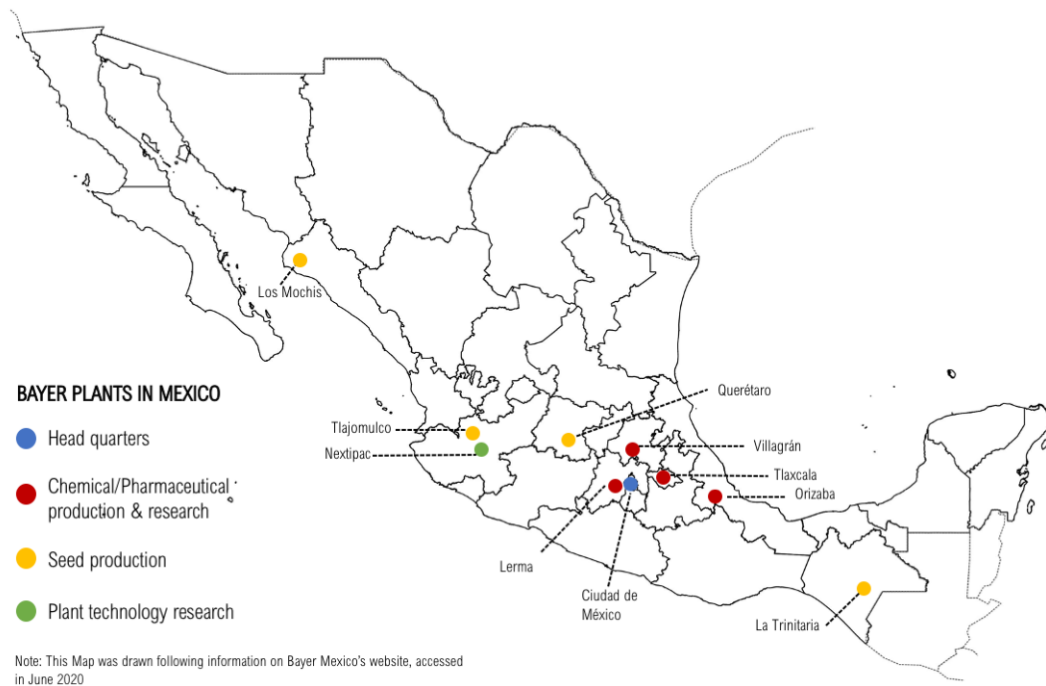 Los Mochis
BAYER PLANTS IN MEXICO
Head quarters
Chemical/Pharmaceutical
production & research
Seed production
Plant technology research
Tlajomulco
Nextipac
Querétaro
Villagrán
Tlaxcala
Orizaba
Lerma
Ciudad de
México
La Trinitaria
Note: This Map was drawn following information on Bayer Mexico's website, accessed
in June 2020